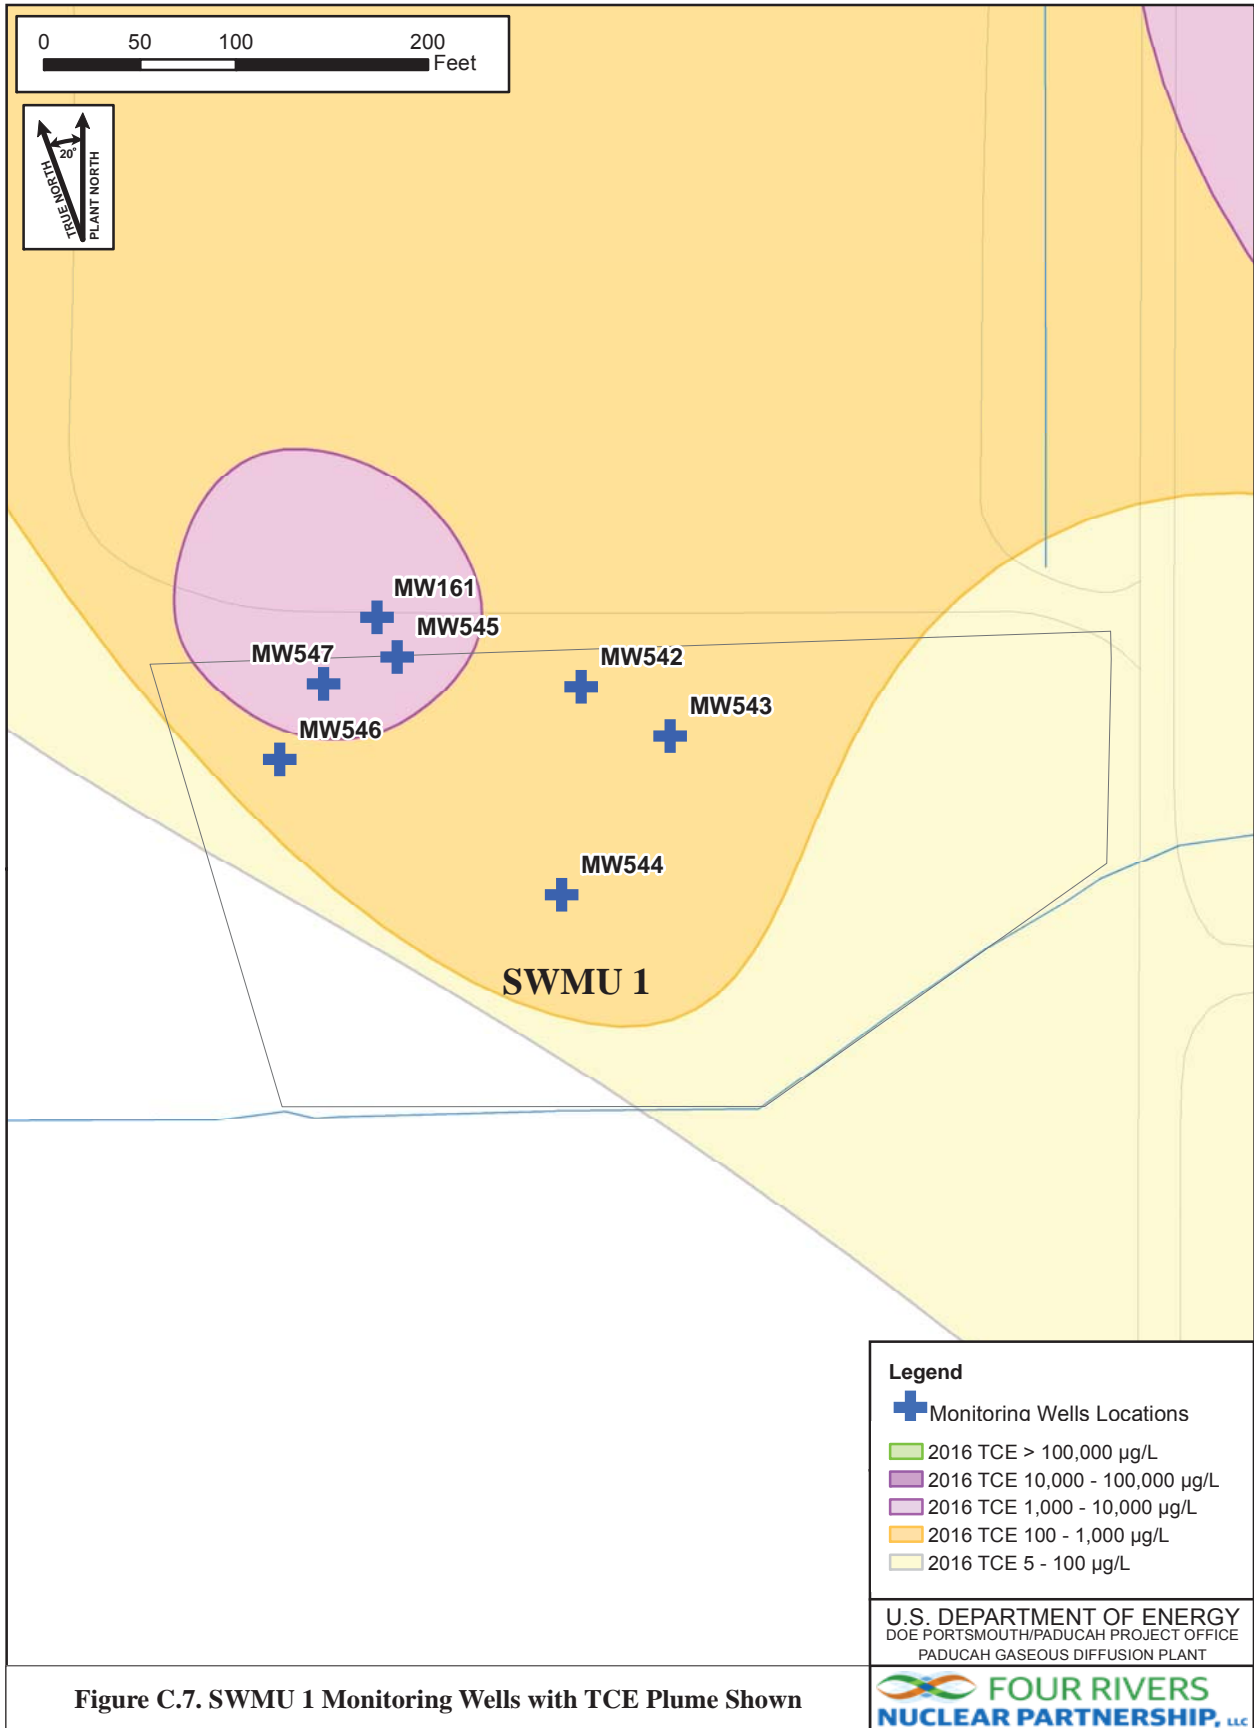 0 50 100 200
Feet
20°
TRUE NORTH
PLANT NORTH
MW161
MW545
MW547
MW542
MW543
MW546
MW544
SWMU 1
Legend
Monitoring Wells Locations
2016 TCE > 100,000 µg/L
2016 TCE 10,000 - 100,000 µg/L
2016 TCE 1,000 - 10,000 µg/L
2016 TCE 100 - 1,000 µg/L
2016 TCE 5 - 100 µg/L
U.S. DEPARTMENT OF ENERGY
DOE PORTSMOUTH/PADUCAH PROJECT OFFICE
PADUCAH GASEOUS DIFFUSION PLANT
Figure C.7. SWMU 1 Monitoring Wells with TCE Plume Shown
FOUR RIVERS
NUCLEAR PARTNERSHIP, LLC